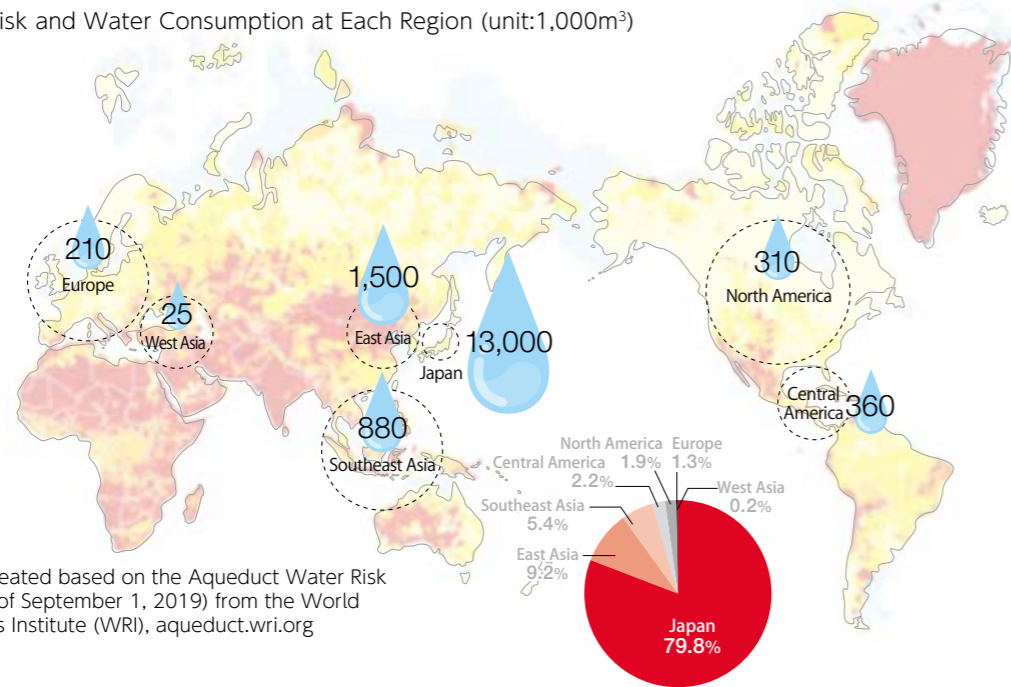 isk and Water Consumption at Each Region (unit:1,000m³)
210
Europe
25
West Asia
1,500
East Asia
Japan
13,000
880
Southeast Asia
310
North America
Central
America
360
North America
1.9%
Europe
1.3%
Central America
2.2%
West Asia
0.2%
Southeast Asia
5.4%
East Asia
9.2%
Japan
79.8%
eated based on the Aqueduct Water Risk
of September 1, 2019) from the World
s Institute (WRI), aqueduct.wri.org